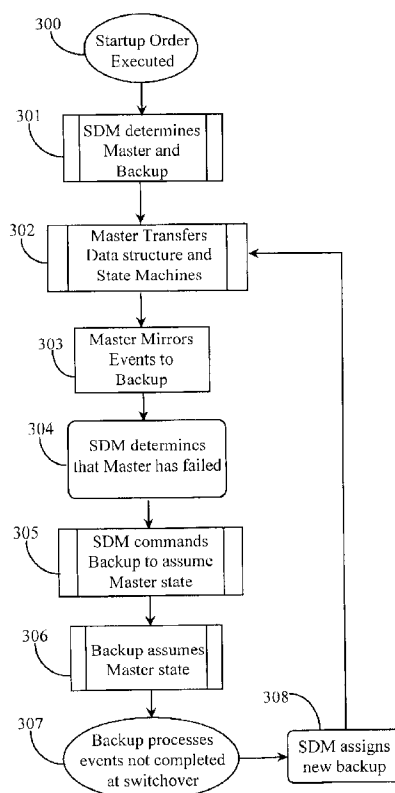 300
Startup Order
Executed
301
SDM determines
Master and
Backup
302
Master Transfers
Data structure and
State Machines
303
Master Mirrors
Events to
Backup
304
SDM determines
that Master has failed
305
SDM commands
Backup to assume
Master state
306
Backup assumes
Master state
307
Backup processes
events not completed
at switchover
308
SDM assigns
new backup